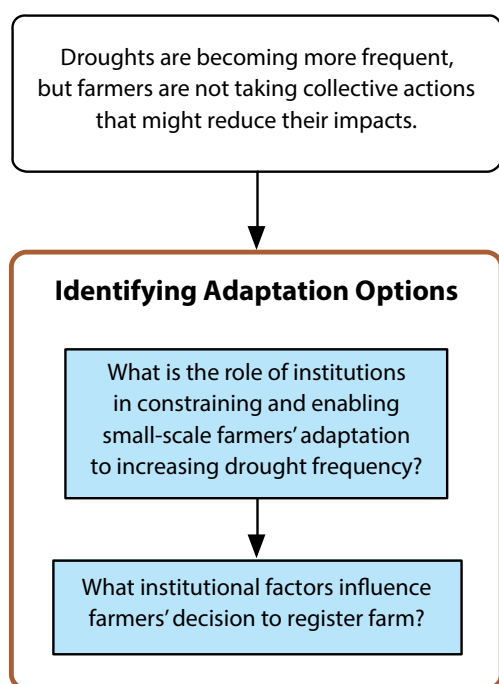 Droughts are becoming more frequent,
but farmers are not taking collective actions
that might reduce their impacts.
Identifying Adaptation Options
What is the role of institutions
in constraining and enabling
small-scale farmers’ adaptation
to increasing drought frequency?
What institutional factors influence
farmers’ decision to register farm?